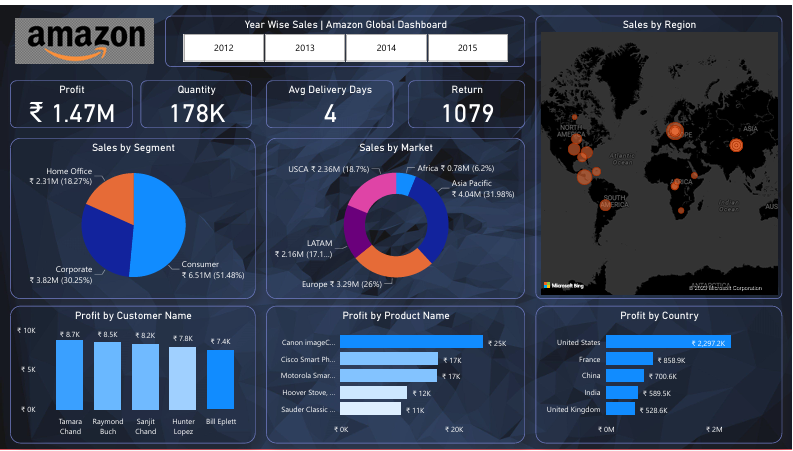 amazon
Year Wise Sales | Amazon Global Dashboard
2012
2013
2014
2015
Profit
₹ 1.47M
Quantity
178K
Avg Delivery Days
4
Return
1079
Sales by Region
NORTH
AMERICA
Atlantic
Ocean
ASIA
AFRICA
SOUTH
AMERICA
Indian
Ocean
AUS
ANTARCTICA
Microsoft Bing
© 2023 Microsoft Corporation
Sales by Segment
Home Office
₹ 2.31M (18.27%)
Corporate
₹ 3.82M (30.25%)
Consumer
₹ 6.51M (51.48%)
Sales by Market
USCA ₹ 2.36M (18.7%)
Africa ₹ 0.78M (6.2%)
Asia Pacific
₹ 4.04M (31.98%)
LATAM
₹ 2.16M (17.1...)
Europe ₹ 3.29M (26%)
Profit by Customer Name
₹ 10K
₹ 5K
₹ 0K
₹ 8.7K
₹ 8.5K
₹ 8.2K
₹ 7.8K
₹ 7.4K
Tamara
Chand
Raymond
Buch
Sanjit
Chand
Hunter
Lopez
Bill Eplett
Profit by Product Name
Canon imageC... ₹ 25K
Cisco Smart Ph... ₹ 17K
Motorola Smar... ₹ 17K
Hoover Stove, ... ₹ 12K
Sauder Classic ... ₹ 11K
₹ 0K
₹ 20K
Profit by Country
United States ₹ 2,297.2K
France ₹ 858.9K
China ₹ 700.6K
India ₹ 589.5K
United Kingdom ₹ 528.6K
₹ 0M
₹ 2M